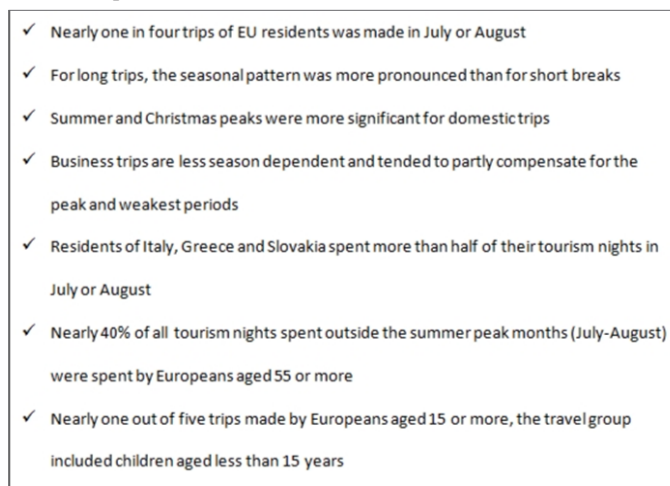 ✓ Nearly one in four trips of EU residents was made in July or August
✓ For long trips, the seasonal pattern was more pronounced than for short breaks
✓ Summer and Christmas peaks were more significant for domestic trips
✓ Business trips are less season dependent and tended to partly compensate for the
peak and weakest periods
✓ Residents of Italy, Greece and Slovakia spent more than half of their tourism nights in
July or August
✓ Nearly 40% of all tourism nights spent outside the summer peak months (July-August)
were spent by Europeans aged 55 or more
✓ Nearly one out of five trips made by Europeans aged 15 or more, the travel group
included children aged less than 15 years